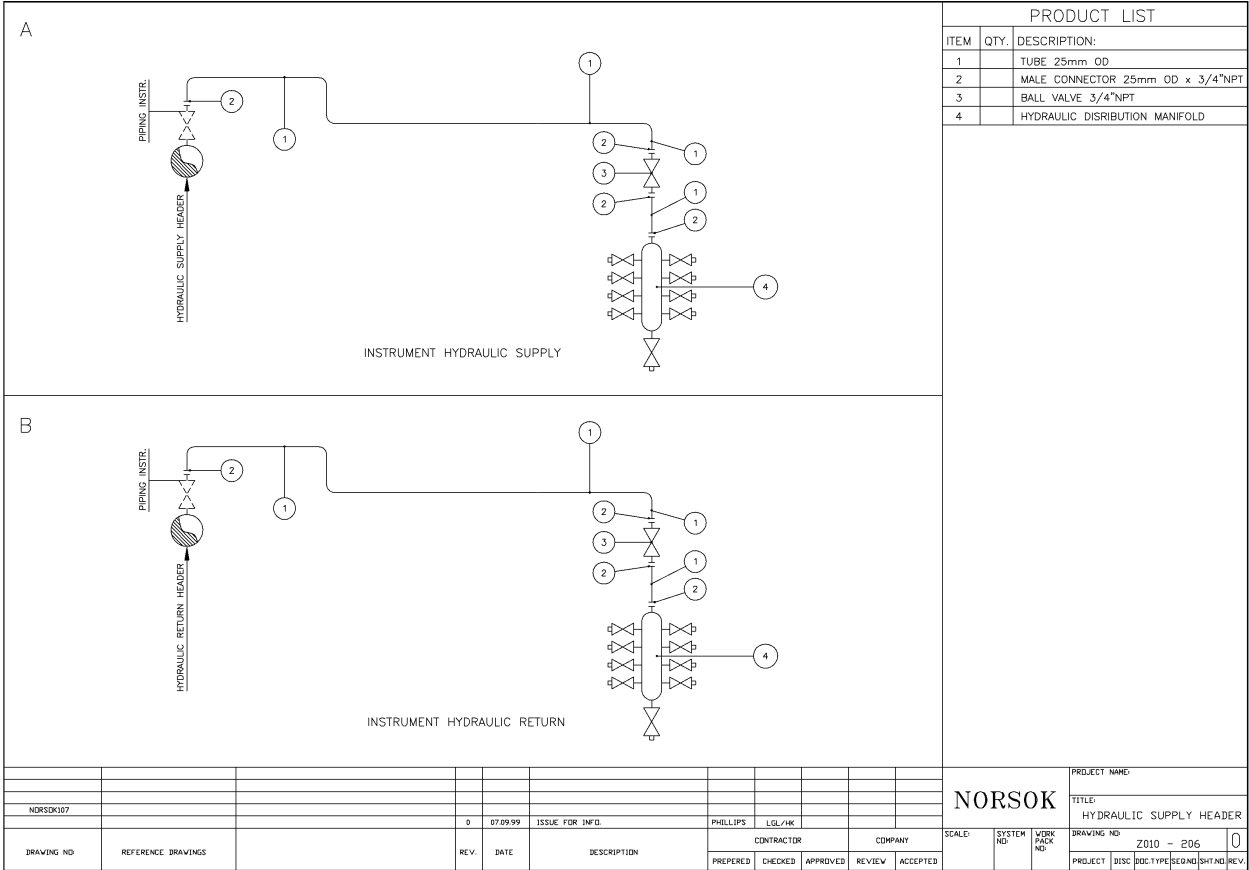 A
PIPING INSTR.
2
1
1
HYDRAULIC SUPPLY HEADER
2
1
3
1
2
2
4
INSTRUMENT HYDRAULIC SUPPLY
B
PIPING INSTR.
2
1
1
HYDRAULIC RETURN HEADER
2
1
3
1
2
2
4
INSTRUMENT HYDRAULIC RETURN
PRODUCT LIST
ITEM QTY. DESCRIPTION:
1 TUBE 25mm OD
2 MALE CONNECTOR 25mm OD x 3/4"NPT
3 BALL VALVE 3/4"NPT
4 HYDRAULIC DISRIBUTION MANIFOLD
NORSOK107
0 07.09.99 ISSUE FOR INFO. PHILLIPS LGL/HK
DRAWING NO: REFERENCE DRAWINGS REV. DATE DESCRIPTION
CONTRACTOR COMPANY
PREPERED CHECKED APPROVED REVIEW ACCEPTED
NORSOK
PROJECT NAME:
TITLE:
HYDRAULIC SUPPLY HEADER
SCALE: SYSTEM NO: WORK PACK NO:
DRAWING NO:
Z010 - 206 0
PROJECT DISC DOC.TYPE SEQ.NO. SHT.NO. REV.